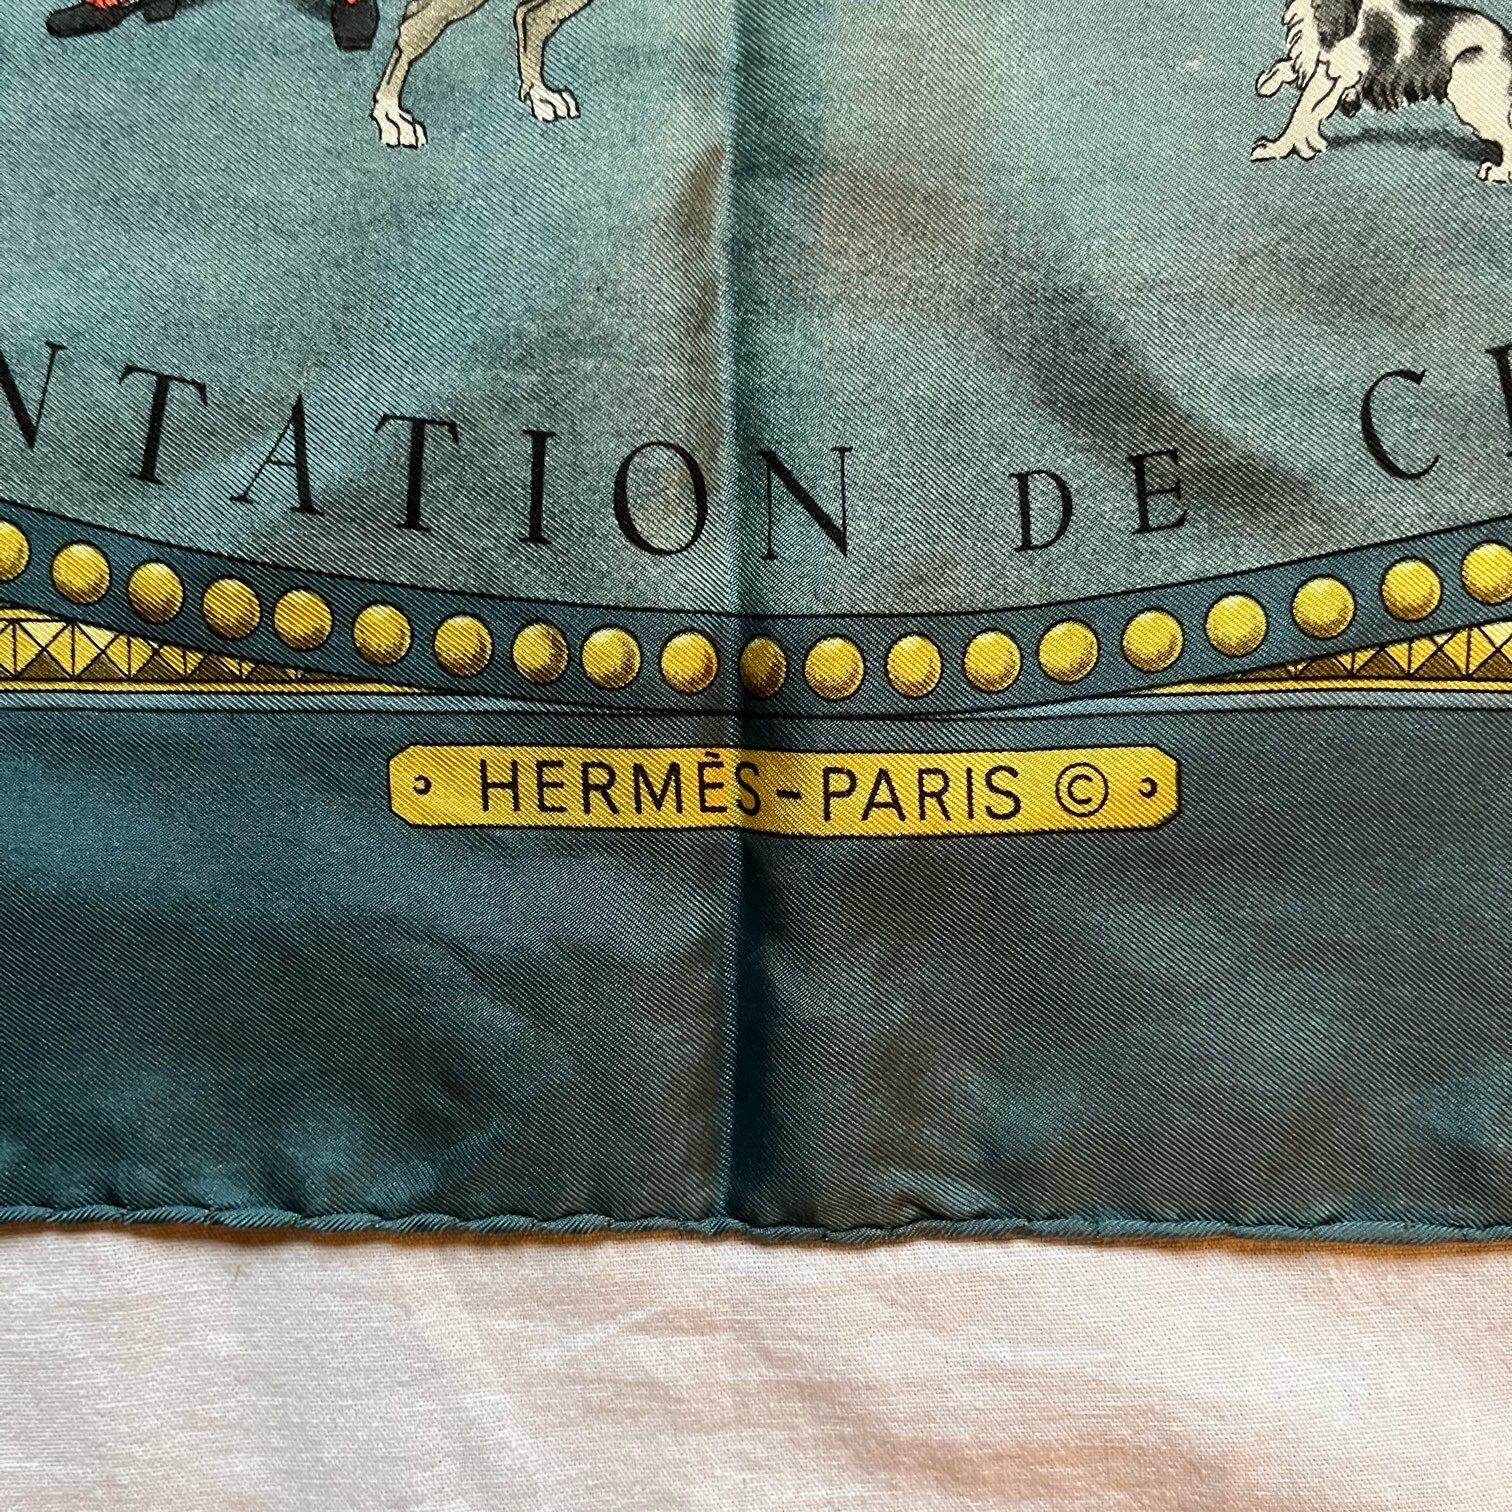 NTATION DE C
HERMÈS-PARIS ©